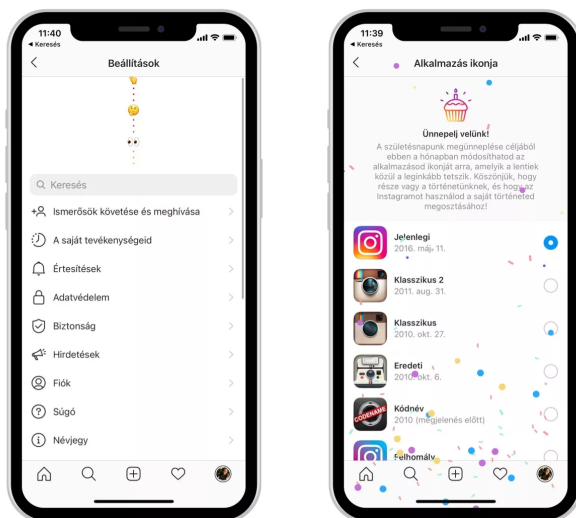 11:40
◀ Keresés
Beállítások
Keresés
Ismerősök követése és meghívása
A saját tevékenységeid
Értesítések
Adatvédelem
Biztonság
Hirdetések
Fiók
Súgó
Névjegy
11:39
◀ Keresés
Alkalmazás ikonja
Ünnepelj velünk!
A születésnapunk megünneplése céljából
ebben a hónapban módosíthatod az
alkalmazásod ikonját arra, amelyik a lentiek
közül a leginkább tetszik. Köszönjük, hogy
része vagy a történetünknek, és hogy az
Instagramot használod a saját történeted
megosztásához!
Jelenlegi
2016. máj. 11.
Klasszikus 2
2011. aug. 31.
Klasszikus
2010. okt. 27.
Eredeti
2010. okt. 6.
CODENAME
Kódnév
2010 (megjelenés előtt)
Félhomály